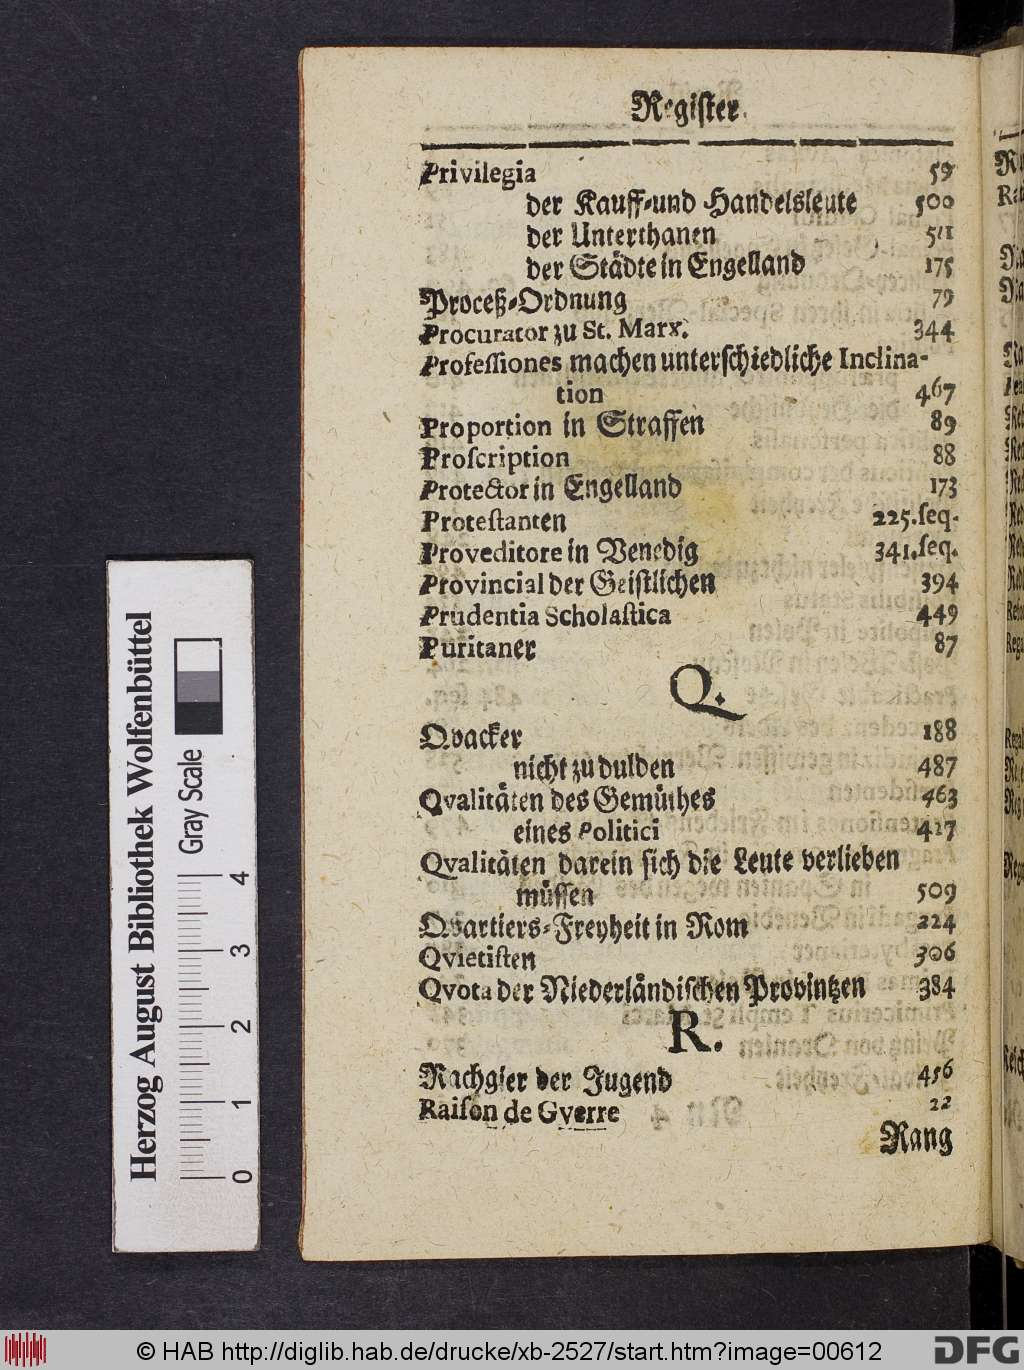 Register.
Privilegia 59
der Kauff-und Handelsleute 500
der Unterthanen 511
der Städte in Engelland 175
Proceß-Ordnung 79
Procurator zu St. Marx. 344
Professiones machen unterschiedliche Inclina-
tion 467
Proportion in Straffen 89
Proſcription 88
Protector in Engelland 173
Proteſtanten 225.ſeq.
Proveditore in Venedig 341.ſeq.
Provincial der Geiſtlichen 394
Prudentia Scholaſtica 449
Puritaner 87
Q.
Qvacker 188
nicht zu dulden 487
Qvalitäten des Gemüthes 463
eines Politici 427
Qvalitäten darein ſich die Leute verlieben
müſſen 509
Qvartiers-Freyheit in Rom 224
Qvietiſten 306
Qvota der Niederländiſchen Provintzen 384
R.
Rachgier der Jugend 456
Raiſon de Gverre 22
Rang
Herzog August Bibliothek Wolfenbüttel
Gray Scale
0 1 2 3 4
© HAB http://diglib.hab.de/drucke/xb-2527/start.htm?image=00612
DFG